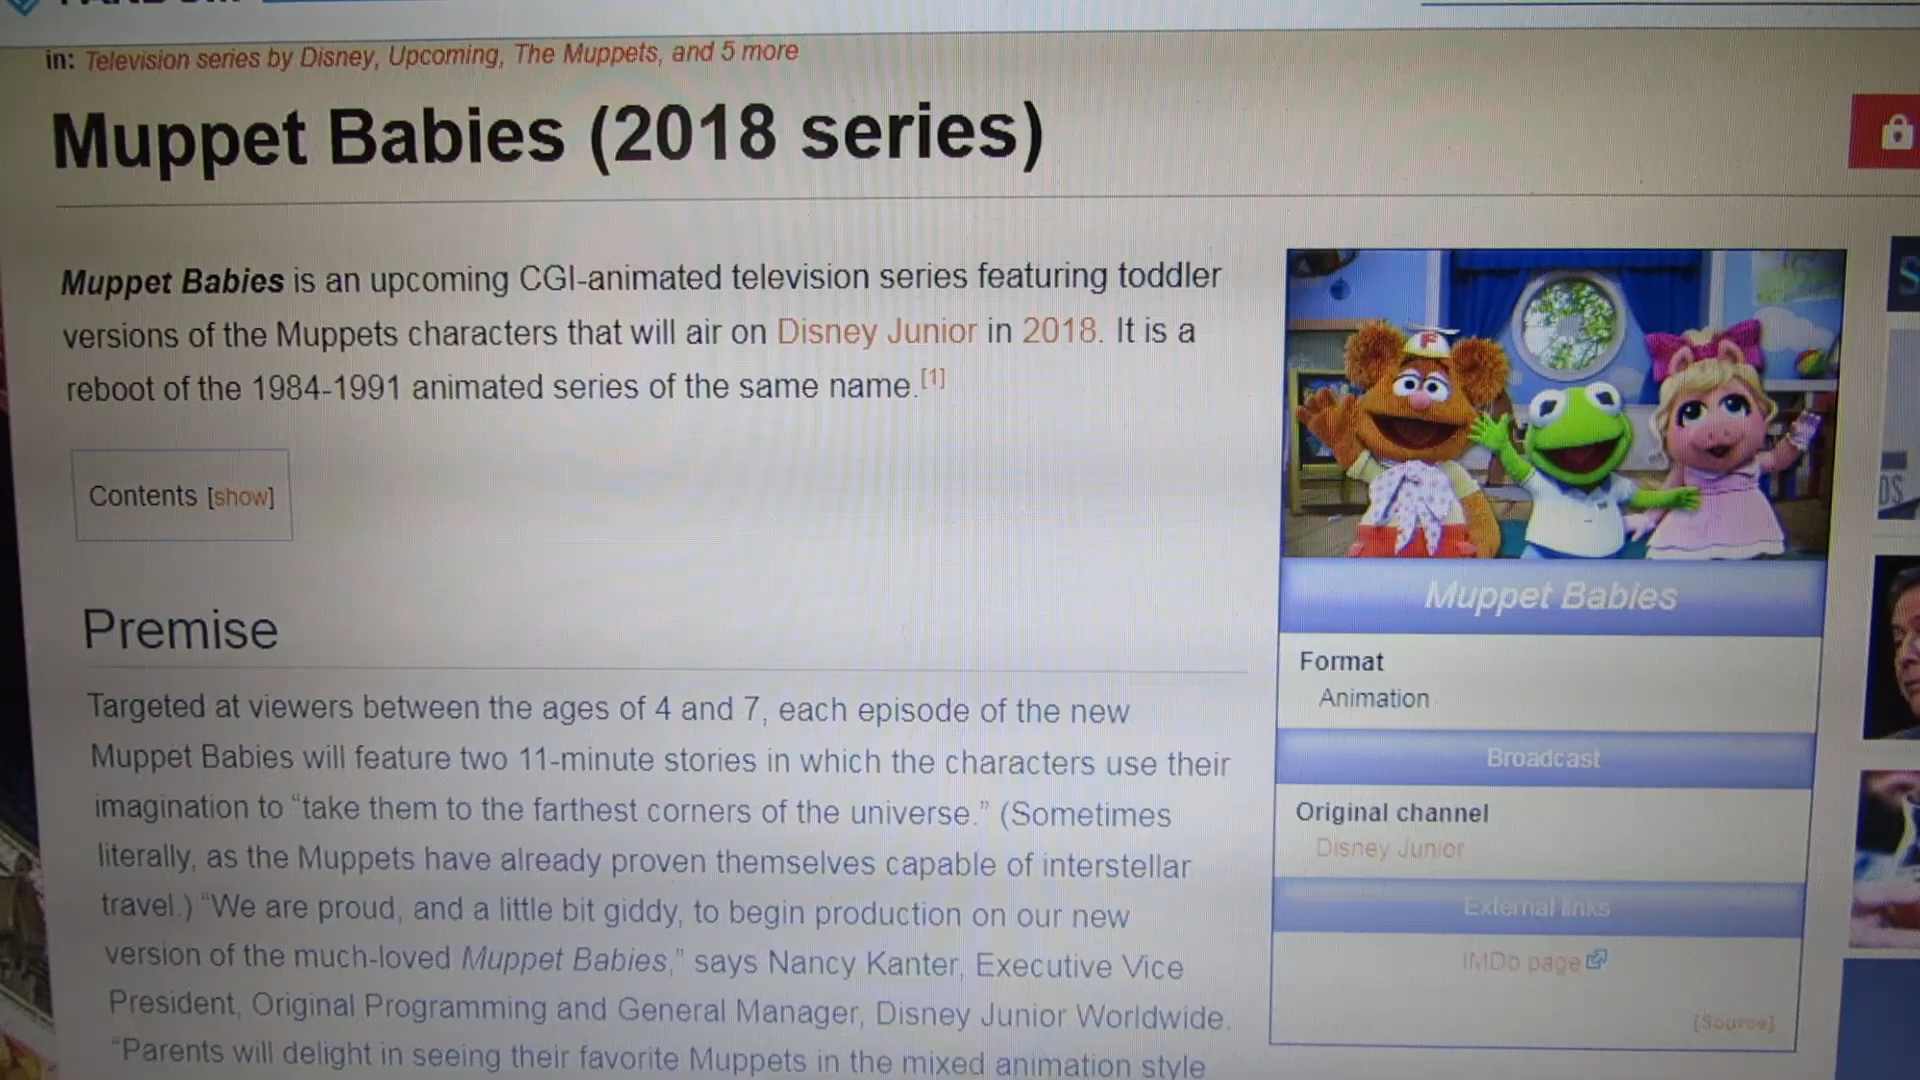 in: Television series by Disney, Upcoming, The Muppets, and 5 more
Muppet Babies (2018 series)
Muppet Babies is an upcoming CGI-animated television series featuring toddler
versions of the Muppets characters that will air on Disney Junior in 2018. It is a
reboot of the 1984-1991 animated series of the same name.[1]
Contents [show]
Premise
Targeted at viewers between the ages of 4 and 7, each episode of the new
Muppet Babies will feature two 11-minute stories in which the characters use their
imagination to “take them to the farthest corners of the universe.” (Sometimes
literally, as the Muppets have already proven themselves capable of interstellar
travel.) “We are proud, and a little bit giddy, to begin production on our new
version of the much-loved Muppet Babies,” says Nancy Kanter, Executive Vice
President, Original Programming and General Manager, Disney Junior Worldwide.
“Parents will delight in seeing their favorite Muppets in the mixed animation style
F
Muppet Babies
Format
Animation
Broadcast
Original channel
Disney Junior
External links
IMDb page
[Source]